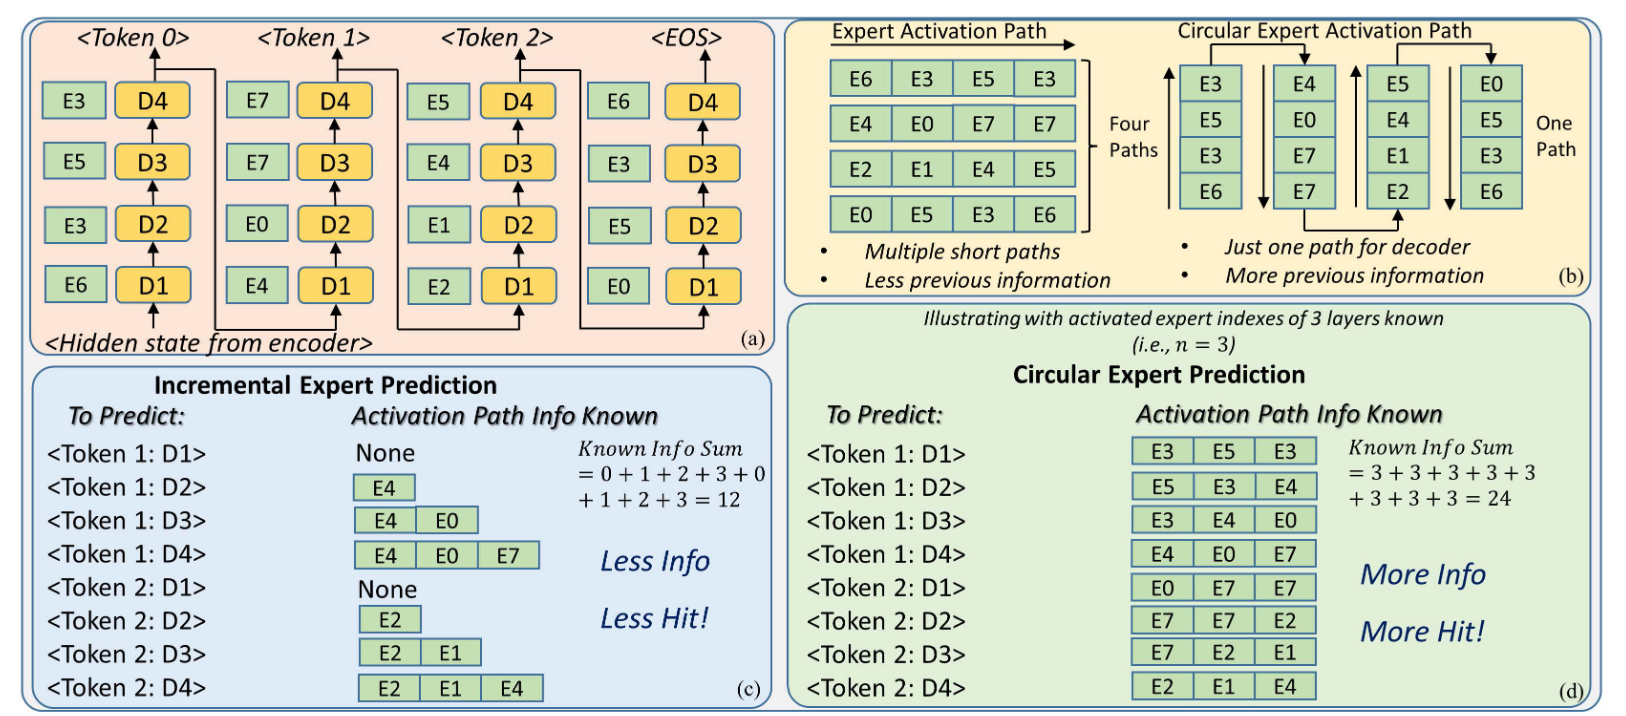 <Token 0> <Token 1> <Token 2> <EOS>
E3 D4 E7 D4 E5 D4 E6 D4
E5 D3 E7 D3 E4 D3 E3 D3
E3 D2 E0 D2 E1 D2 E5 D2
E6 D1 E4 D1 E2 D1 E0 D1
<Hidden state from encoder>
(a)
Expert Activation Path
E6 E3 E5 E3
E4 E0 E7 E7
E2 E1 E4 E5
E0 E5 E3 E6
Four
Paths
• Multiple short paths
• Less previous information
Circular Expert Activation Path
E3 E4 E5 E0
E5 E0 E4 E5
E3 E7 E1 E3
E6 E7 E2 E6
One
Path
• Just one path for decoder
• More previous information
(b)
Incremental Expert Prediction
To Predict: Activation Path Info Known
<Token 1: D1> None
<Token 1: D2> E4
<Token 1: D3> E4 E0
<Token 1: D4> E4 E0 E7
<Token 2: D1> None
<Token 2: D2> E2
<Token 2: D3> E2 E1
<Token 2: D4> E2 E1 E4
Known Info Sum
= 0 + 1 + 2 + 3 + 0
+ 1 + 2 + 3 = 12
Less Info
Less Hit!
(c)
Illustrating with activated expert indexes of 3 layers known
(i.e., n = 3)
Circular Expert Prediction
To Predict: Activation Path Info Known
<Token 1: D1> E3 E5 E3
<Token 1: D2> E5 E3 E4
<Token 1: D3> E3 E4 E0
<Token 1: D4> E4 E0 E7
<Token 2: D1> E0 E7 E7
<Token 2: D2> E7 E7 E2
<Token 2: D3> E7 E2 E1
<Token 2: D4> E2 E1 E4
Known Info Sum
= 3 + 3 + 3 + 3 + 3
+ 3 + 3 + 3 = 24
More Info
More Hit!
(d)